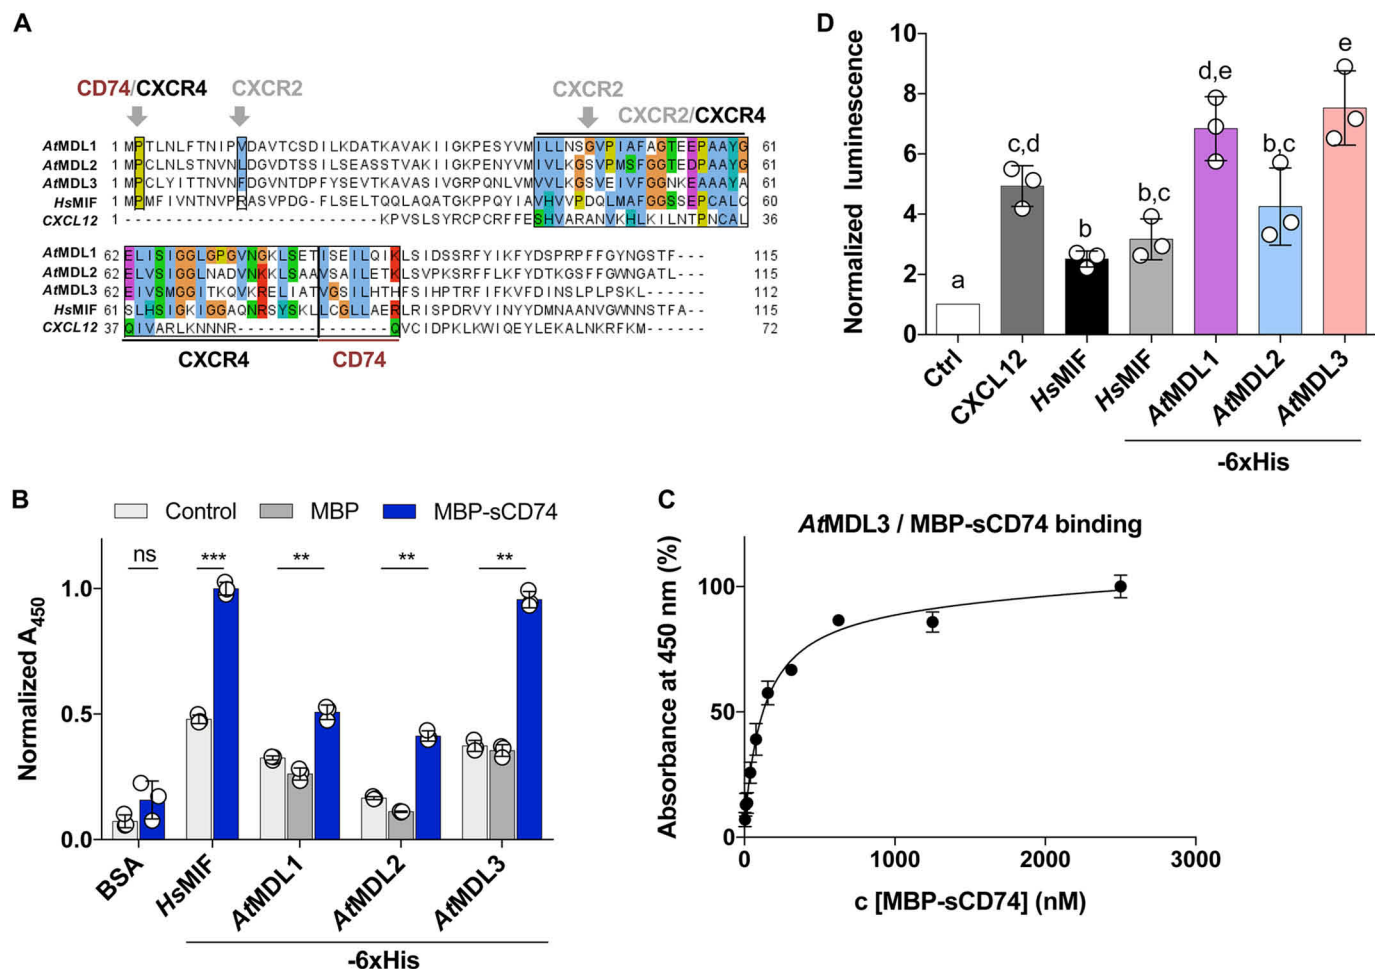 A
CD74/CXCR4
CXCR2
CXCR2
CXCR2/CXCR4
AtMDL1 1 MPTLNLFTNIPVDAVTCSDILKDATKAVAKIIGKPESYVMILLNSGVPIAFAGTEEPAAYG 61
AtMDL2 1 MPCLNLSTNVNLDGVDTSSILSEASSTVAKIIGKPENYVMIVLKGSVPMSFGGTEDPAAYG 61
AtMDL3 1 MPCLYITTNVNFDGVNTDPFYSEVTKAVASIVGRPQNLVMVVLKGSVEIVFGGNKEAAAYA 61
HsMIF 1 MPMFIVNTNVPRASVPDG-FLSELTQQLAQATGKPPQYIAVHVVPDQLMAFGGSSEPCALC 60
CXCL12 1 -------------------------KPVSLSYRCPCRFFESHVARANVKHLKILNTPNCAL 36
AtMDL1 62 ELISIGGLGPGVNGKLSETISEILQIKLSIDSSRFYIKFYDSPRPFFGYNGSTF--- 115
AtMDL2 62 ELVSIGGLNADVNKKLSAAVSAILETKLSVPKSRFFLKFYDTKGSFFGWNGATL--- 115
AtMDL3 62 EIVSMGGLTKQVKRELIATVGSILHTHFSIHPTRFIFKVFDINSLPLPSKL------ 112
HsMIF 61 SLHSIGKIGGAQNRSYSKLLCGLLAERLRISPDRVYINYYDMNAANVGWNNSTFA-- 115
CXCL12 37 QIVARLKNNNR---------------QVCIDPKLKWIQEYLEKALNKRFKM------ 72
CXCR4
CD74
B
Control MBP MBP-sCD74
ns *** ** ** **
Normalized A450
1.0
0.5
0.0
BSA
HsMIF
AtMDL1
AtMDL2
AtMDL3
-6xHis
D
Normalized luminescence
10
8
6
4
2
0
a
c,d
b
b,c
d,e
b,c
e
Ctrl
CXCL12
HsMIF
HsMIF
AtMDL1
AtMDL2
AtMDL3
-6xHis
C
AtMDL3 / MBP-sCD74 binding
Absorbance at 450 nm (%)
100
50
0
0 1000 2000 3000
c [MBP-sCD74] (nM)